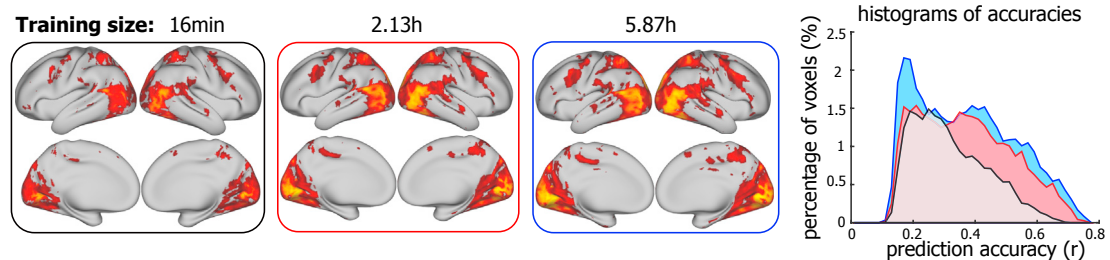 Training size: 16min
2.13h
5.87h
histograms of accuracies
percentage of voxels (%)
2.5
2
1.5
1
0.5
0
0
0.2
0.4
0.6
0.8
prediction accuracy (r)